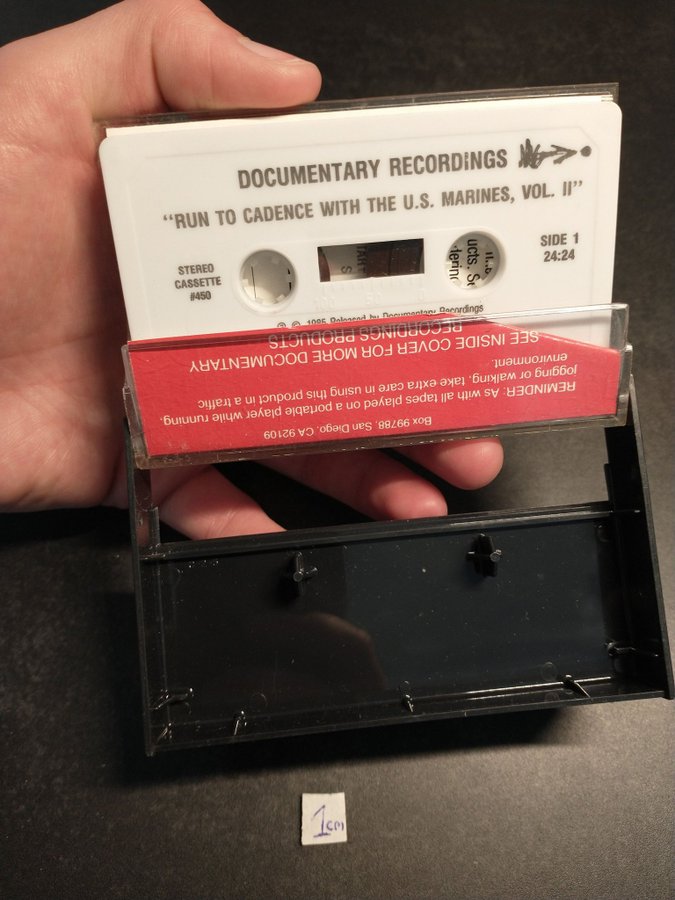 DOCUMENTARY RECORDINGS
“RUN TO CADENCE WITH THE U.S. MARINES, VOL. II”
STEREO
CASSETTE
#450
SIDE 1
24:24
℗ © 1985 Released by Documentary Recordings
SEE INSIDE COVER FOR MORE DOCUMENTARY
RECORDINGS PRODUCTS
REMINDER: As with all tapes played on a portable player while running,
jogging or walking, take extra care in using this product in a traffic
environment.
Box 99788, San Diego, CA 92109
1cm